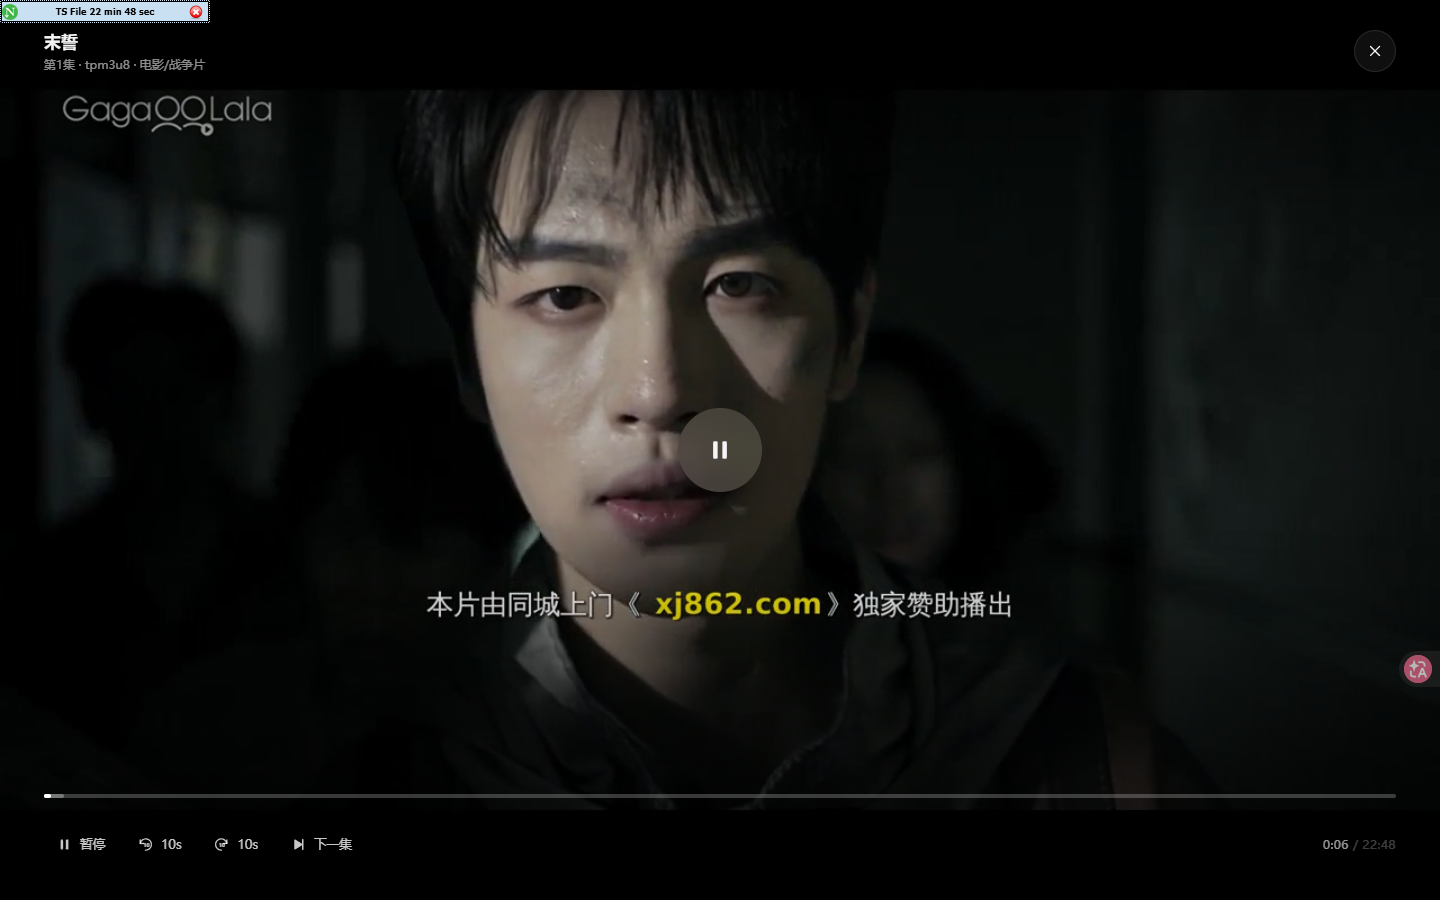 TS File 22 min 48 sec
末誓
第1集 · tpm3u8 · 电影/战争片
GagaOOLala
本片由同城上门《 xj862.com 》独家赞助播出
暂停
10s
10s
下一集
0:06 / 22:48